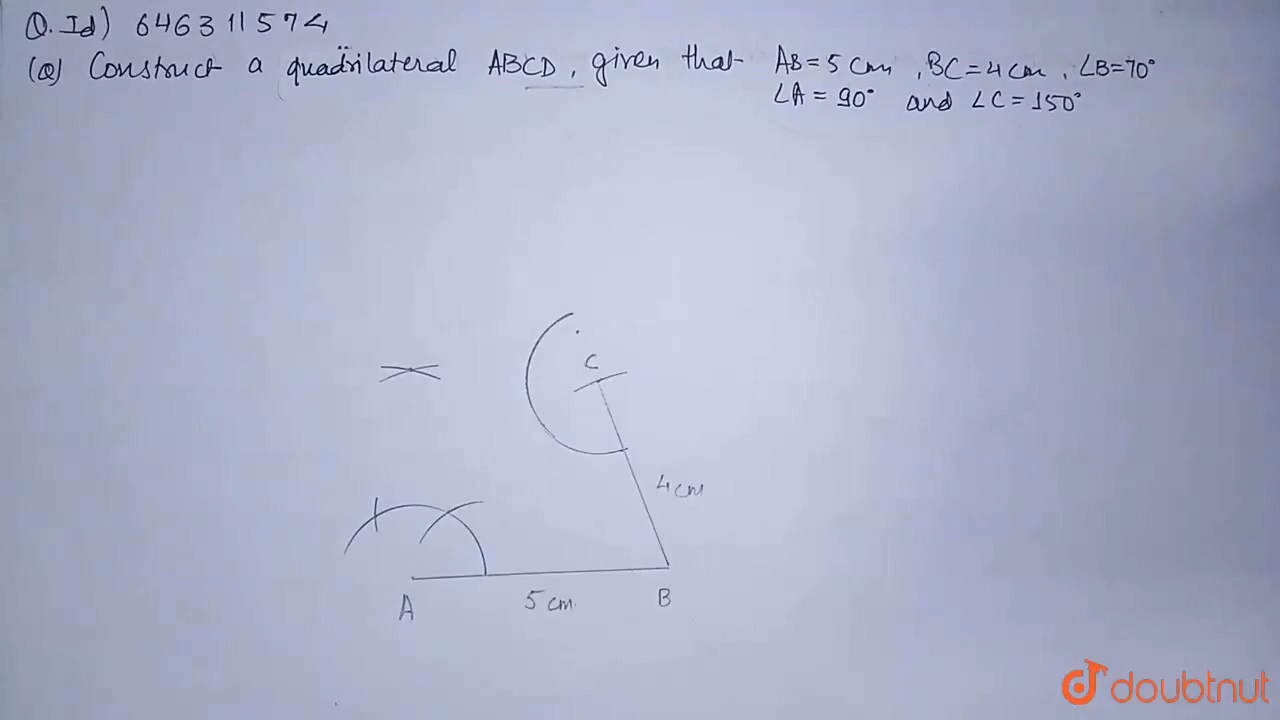 Q.Id) 646311574
(Q) Construct a quadrilateral ABCD, given that AB = 5 cm, BC = 4 cm, ∠B = 70°
∠A = 90° and ∠C = 150°
C
4 cm
A
5 cm.
B
doubtnut